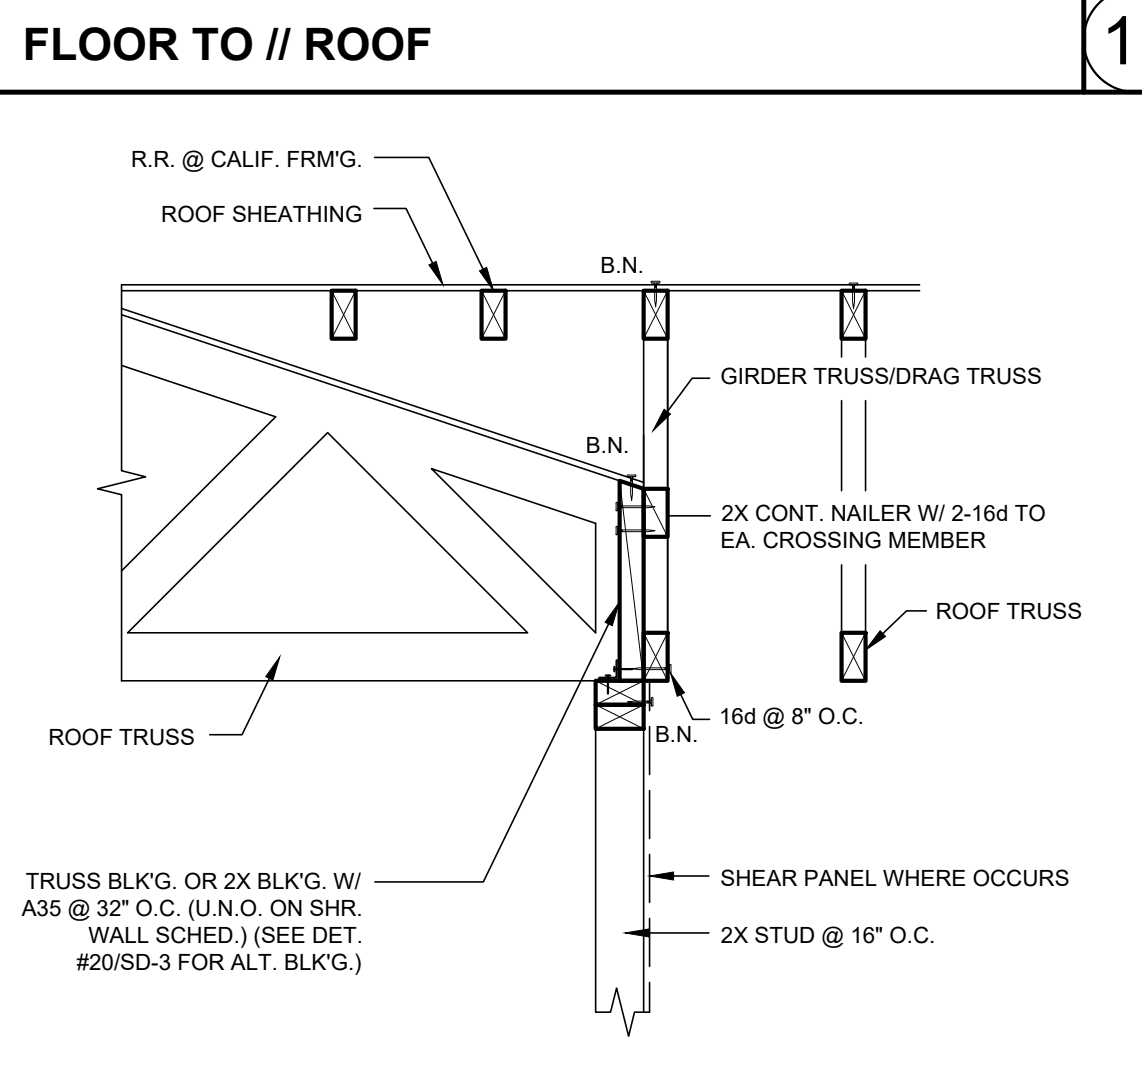 FLOOR TO // ROOF
1
R.R. @ CALIF. FRM'G.
ROOF SHEATHING
B.N.
GIRDER TRUSS/DRAG TRUSS
B.N.
2X CONT. NAILER W/ 2-16d TO
EA. CROSSING MEMBER
ROOF TRUSS
16d @ 8" O.C.
B.N.
ROOF TRUSS
TRUSS BLK'G. OR 2X BLK'G. W/
A35 @ 32" O.C. (U.N.O. ON SHR.
WALL SCHED.) (SEE DET.
#20/SD-3 FOR ALT. BLK'G.)
SHEAR PANEL WHERE OCCURS
2X STUD @ 16" O.C.